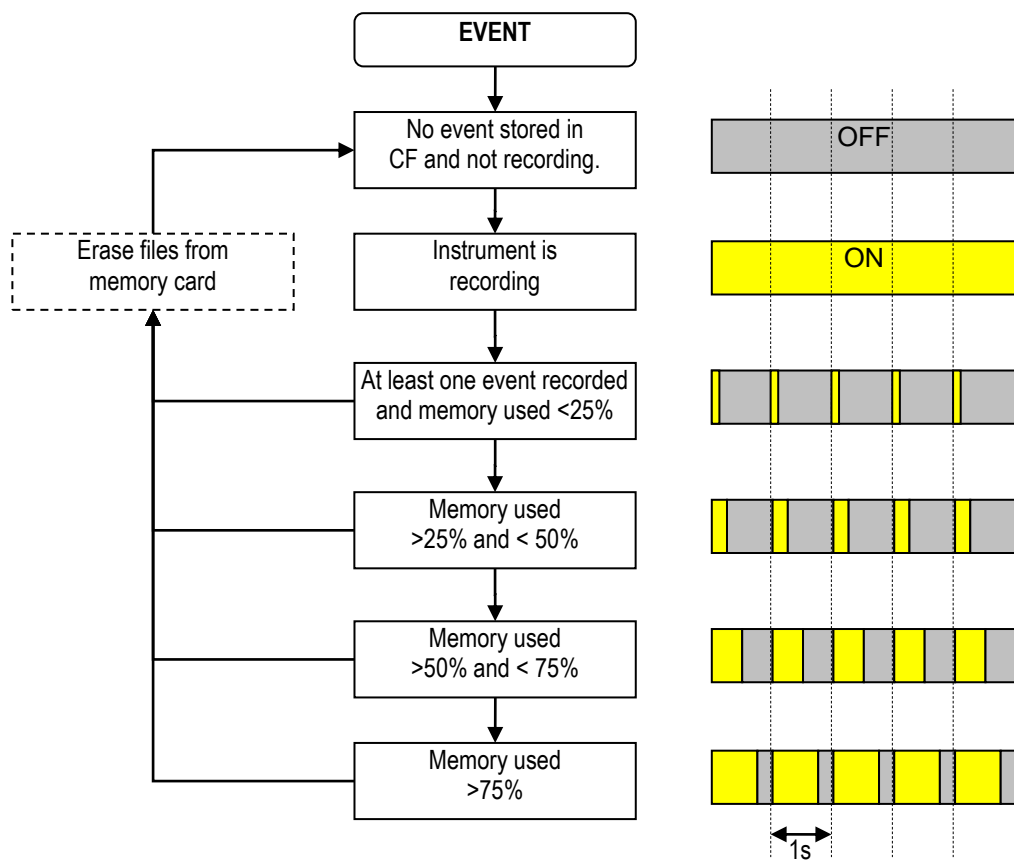 EVENT
No event stored in
CF and not recording.
OFF
Erase files from
memory card
Instrument is
recording
ON
At least one event recorded
and memory used <25%
Memory used
>25% and < 50%
Memory used
>50% and < 75%
Memory used
>75%
1s